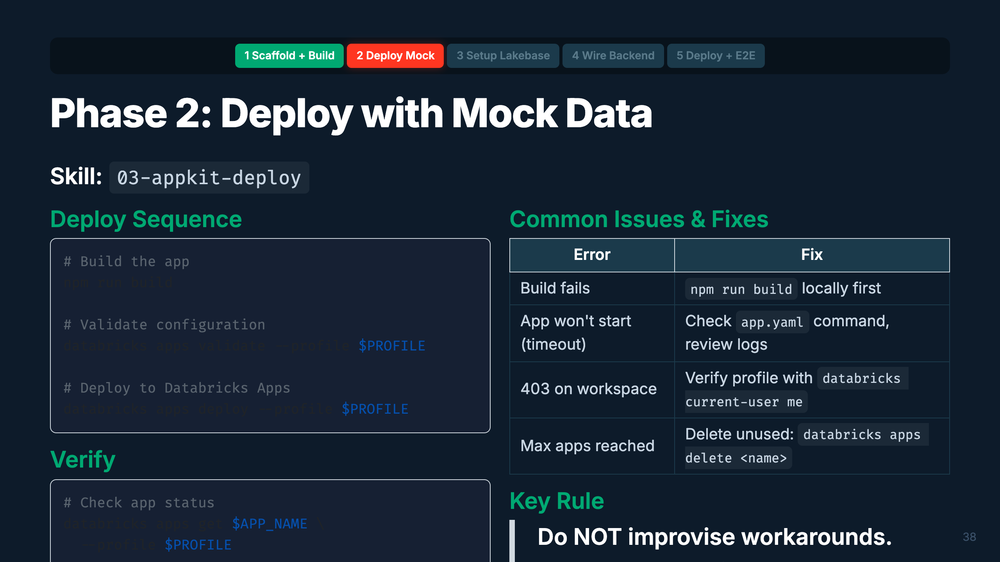 1 Scaffold + Build
2 Deploy Mock
3 Setup Lakebase
4 Wire Backend
5 Deploy + E2E
Phase 2: Deploy with Mock Data
Skill: 03-appkit-deploy
Deploy Sequence
# Build the app
npm run build
# Validate configuration
databricks apps validate --profile $PROFILE
# Deploy to Databricks Apps
databricks apps deploy --profile $PROFILE
Verify
# Check app status
databricks apps get $APP_NAME \
--profile $PROFILE
Common Issues & Fixes
Error
Fix
Build fails
npm run build locally first
App won't start
(timeout)
Check app.yaml command,
review logs
403 on workspace
Verify profile with databricks
current-user me
Max apps reached
Delete unused: databricks apps
delete <name>
Key Rule
Do NOT improvise workarounds.
38